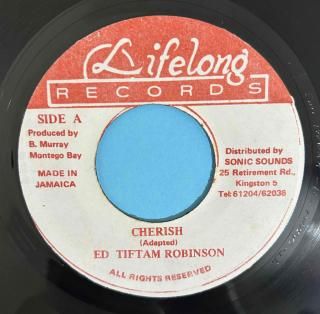 Lifelong
RECORDS
SIDE A
Produced by
B. Murray
Montego Bay
MADE IN
JAMAICA
Distributed by
SONIC SOUNDS
25 Retirement Rd,
Kingston 5
Tel: 61204/62036
CHERISH
(Adapted)
ED TIFTAM ROBINSON
ALL RIGHTS RESERVED